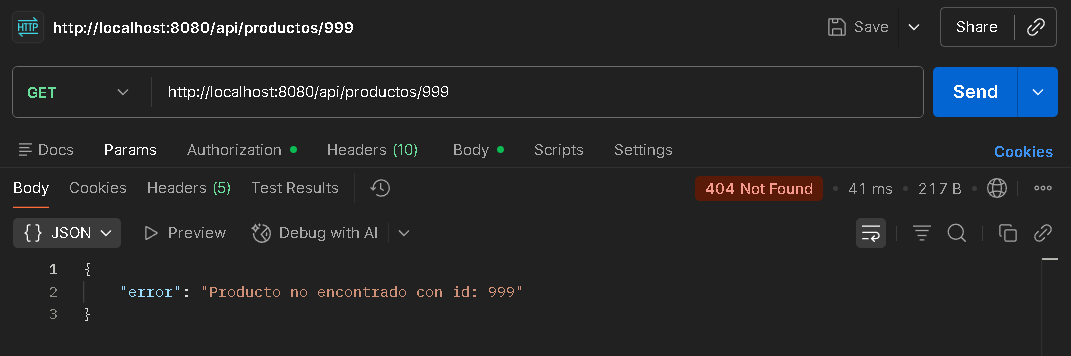 HTTP http://localhost:8080/api/productos/999 Save Share
GET http://localhost:8080/api/productos/999 Send
Docs Params Authorization Headers (10) Body Scripts Settings Cookies
Body Cookies Headers (5) Test Results 404 Not Found • 41 ms • 217 B •
{} JSON Preview Debug with AI
1 {
2 "error": "Producto no encontrado con id: 999"
3 }